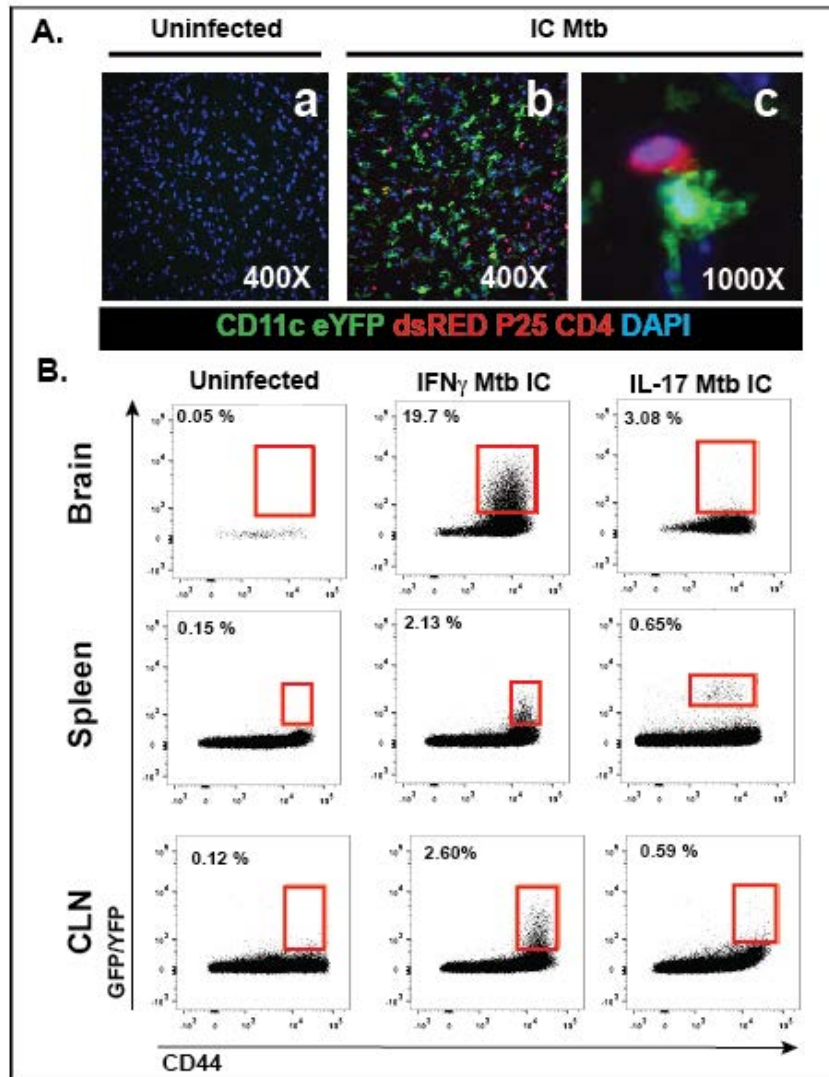 A.
Uninfected
IC Mtb
a
b
c
400X
400X
1000X
CD11c eYFP dsRED P25 CD4 DAPI
B.
Uninfected
IFNγ Mtb IC
IL-17 Mtb IC
Brain
0.05 %
19.7 %
3.08 %
Spleen
0.15 %
2.13 %
0.65%
CLN
0.12 %
2.60%
0.59 %
GFP/YFP
CD44